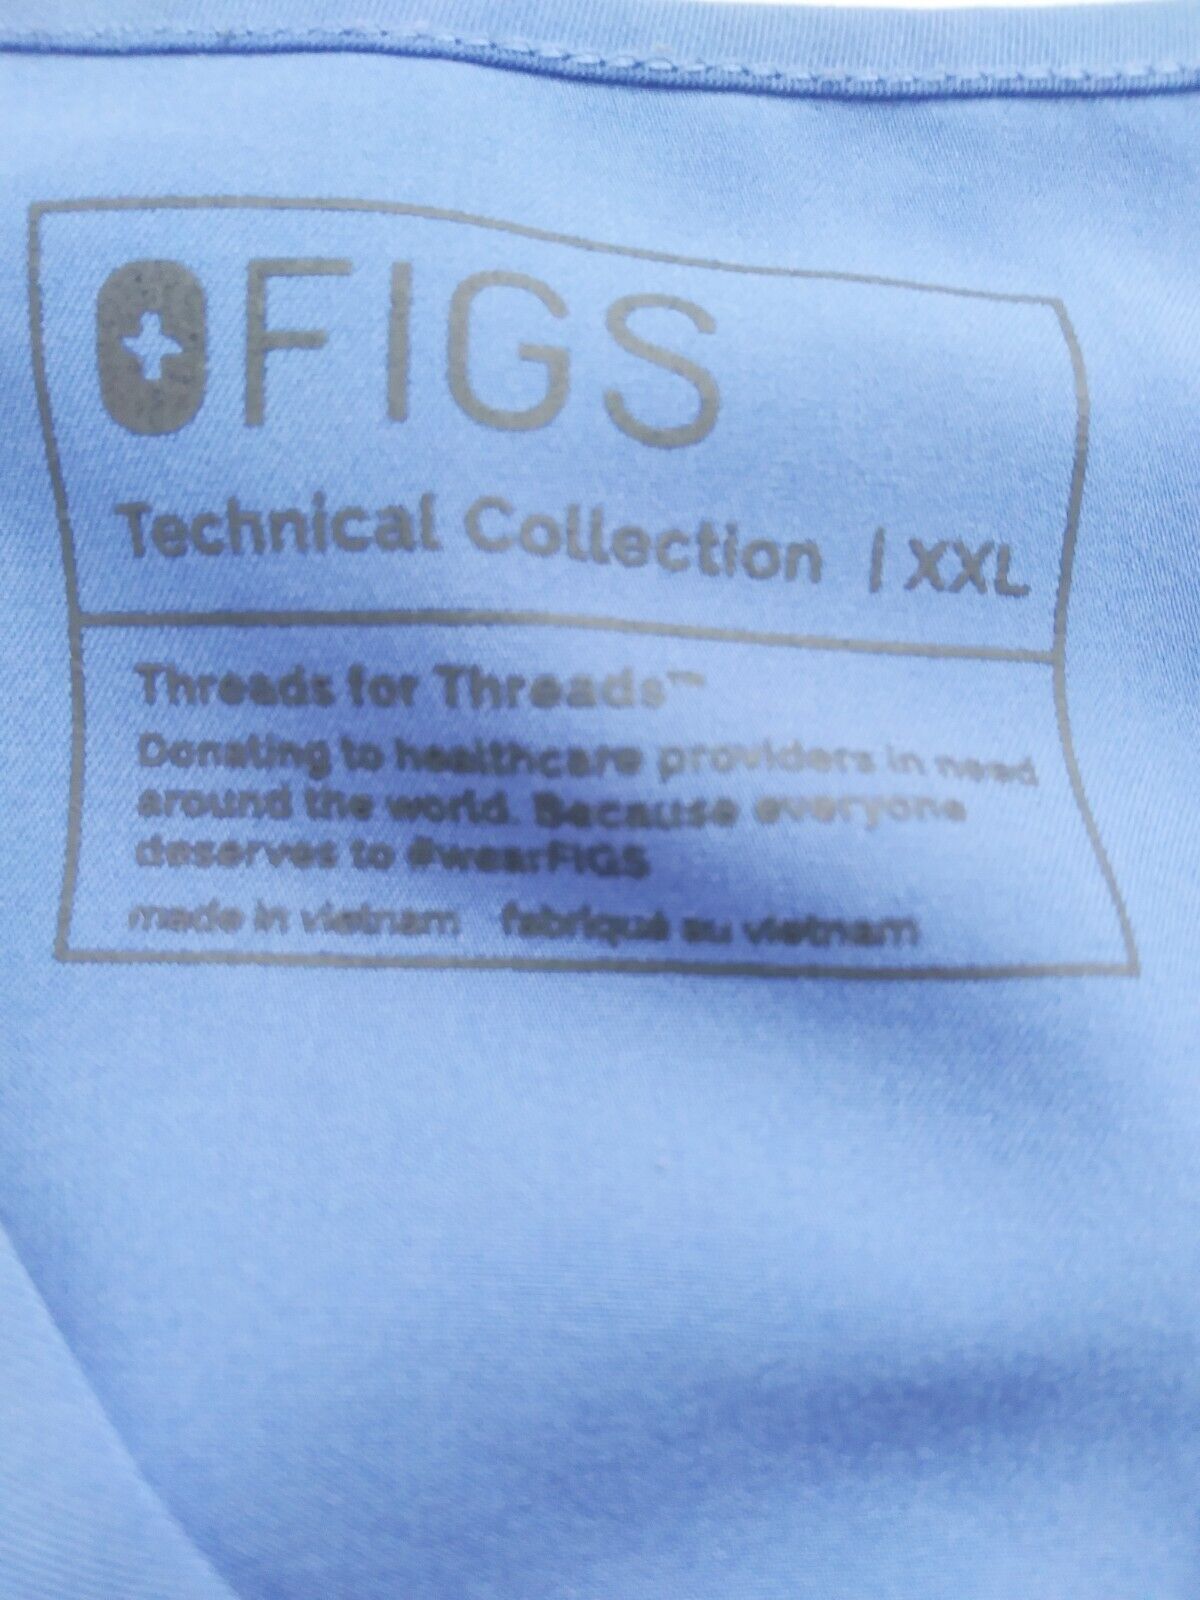 FIGS
Technical Collection | XXL
Threads for Threads™
Donating to healthcare providers in need
around the world. Because everyone
deserves to #wearFIGS
made in vietnam fabriqué au vietnam